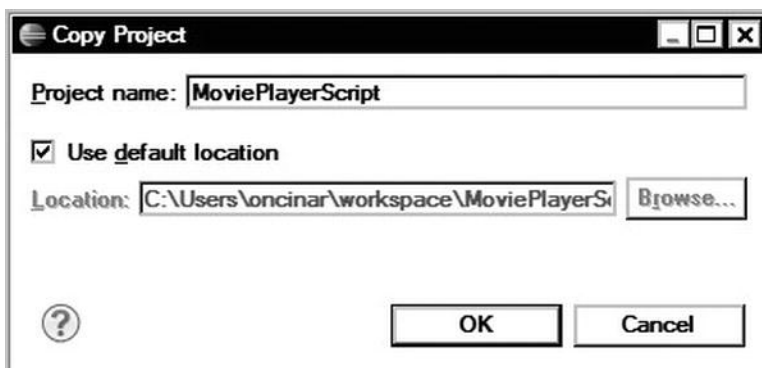 Copy Project
Project name: MoviePlayerScript
Use default location
Location: C:\Users\oncinar\workspace\MoviePlayerSc Browse...
? OK Cancel